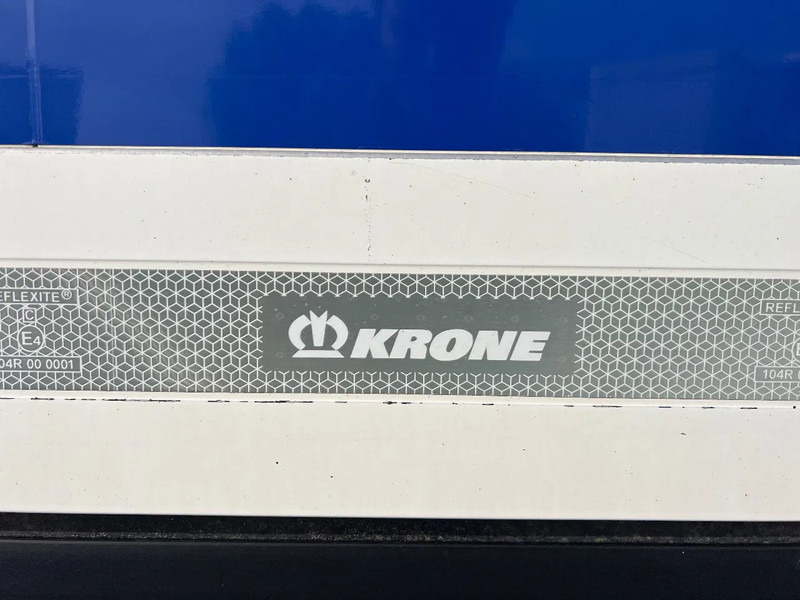 REFLEXITE®
C
E4
104R 00 0001
KRONE
REFL
104R